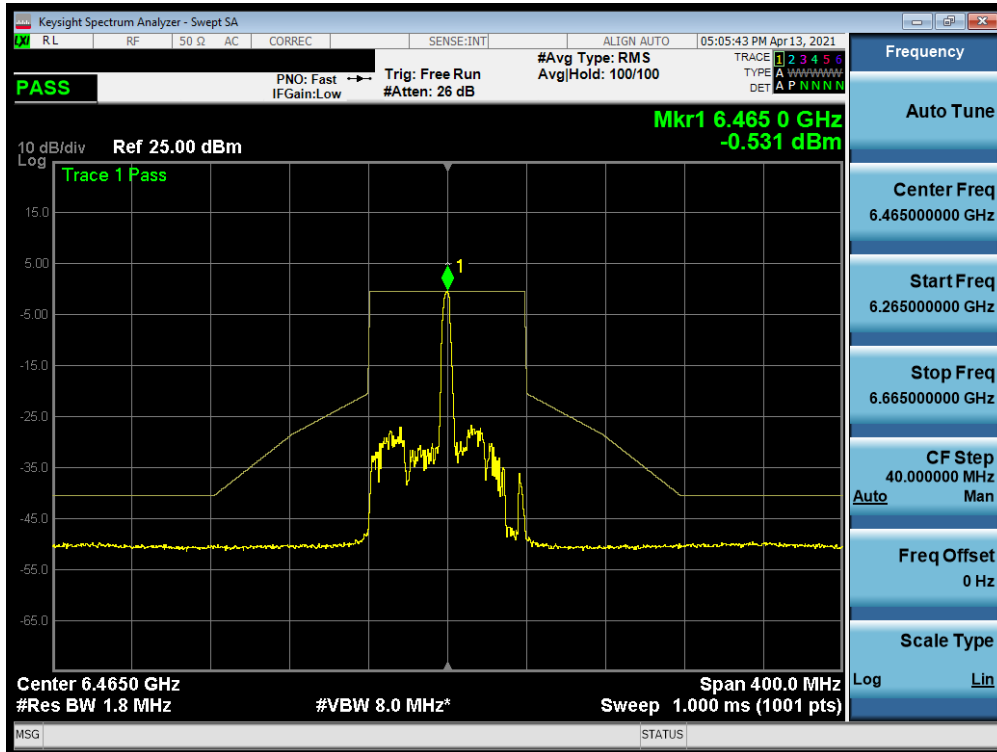 Keysight Spectrum Analyzer - Swept SA
LXI RL RF 50 Ω AC CORREC SENSE:INT ALIGN AUTO 05:05:43 PM Apr 13, 2021
PASS
PNO: Fast
IFGain:Low
Trig: Free Run
#Atten: 26 dB
#Avg Type: RMS
Avg|Hold: 100/100
TRACE 1 2 3 4 5 6
TYPE A WWWWW
DET A P N N N N
Mkr1 6.465 0 GHz
-0.531 dBm
10 dB/div Ref 25.00 dBm
Log
Trace 1 Pass
15.0
5.00
1
-5.00
-15.0
-25.0
-35.0
-45.0
-55.0
-65.0
Center 6.4650 GHz Span 400.0 MHz
#Res BW 1.8 MHz #VBW 8.0 MHz* Sweep 1.000 ms (1001 pts)
MSG STATUS
Frequency
Auto Tune
Center Freq
6.465000000 GHz
Start Freq
6.265000000 GHz
Stop Freq
6.665000000 GHz
CF Step
40.000000 MHz
Auto Man
Freq Offset
0 Hz
Scale Type
Log Lin